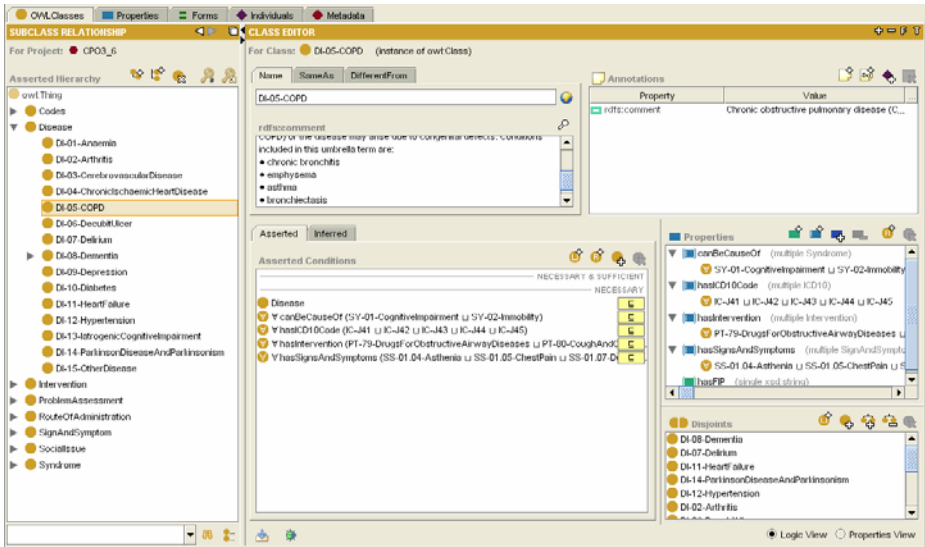 OWLClasses Properties Forms Individuals Metadata
SUBCLASS RELATIONSHIP
For Project: CPO3_6
Asserted Hierarchy
owl:Thing
Codes
Disease
DI-01-Anaemia
DI-02-Arthritis
DI-03-CerebrovascularDisease
DI-04-ChronicIschaemicHeartDisease
DI-05-COPD
DI-06-DecubitUlcer
DI-07-Delirium
DI-08-Dementia
DI-09-Depression
DI-10-Diabetes
DI-11-HeartFailure
DI-12-Hypertension
DI-13-IatrogenicCognitiveImpairment
DI-14-ParkinsonDiseaseAndParkinsonism
DI-15-OtherDisease
Intervention
ProblemAssessment
RouteOfAdministration
SignAndSymptom
SocialIssue
Syndrome
CLASS EDITOR
For Class: DI-05-COPD (instance of owl:Class)
Name SameAs DifferentFrom
DI-05-COPD
rdfs:comment
COPD) or the disease may arise due to congenital defects. Conditions
included in this umbrella term are:
• chronic bronchitis
• emphysema
• asthma
• bronchiectasis
Annotations
Property Value ...
rdfs:comment Chronic obstructive pulmonary disease (C...
Asserted Inferred
Asserted Conditions
NECESSARY & SUFFICIENT
NECESSARY
Disease
∀ canBeCauseOf (SY-01-CognitiveImpairment ⊔ SY-02-Immobility)
∀ hasICD10Code (IC-J41 ⊔ IC-J42 ⊔ IC-J43 ⊔ IC-J44 ⊔ IC-J45)
∀ hasIntervention (PT-79-DrugsForObstructiveAirwayDiseases ⊔ PT-80-CoughAndC
∀ hasSignsAndSymptoms (SS-01.04-Asthenia ⊔ SS-01.05-ChestPain ⊔ SS-01.07-D
Properties
canBeCauseOf (multiple Syndrome)
SY-01-CognitiveImpairment ⊔ SY-02-Immobility
hasICD10Code (multiple ICD10)
IC-J41 ⊔ IC-J42 ⊔ IC-J43 ⊔ IC-J44 ⊔ IC-J45
hasIntervention (multiple Intervention)
PT-79-DrugsForObstructiveAirwayDiseases ⊔
hasSignsAndSymptoms (multiple SignAndSympto
SS-01.04-Asthenia ⊔ SS-01.05-ChestPain ⊔ S
hasFIP (single xsd:string)
Disjoints
DI-08-Dementia
DI-07-Delirium
DI-11-HeartFailure
DI-14-ParkinsonDiseaseAndParkinsonism
DI-12-Hypertension
DI-02-Arthritis
Logic View Properties View